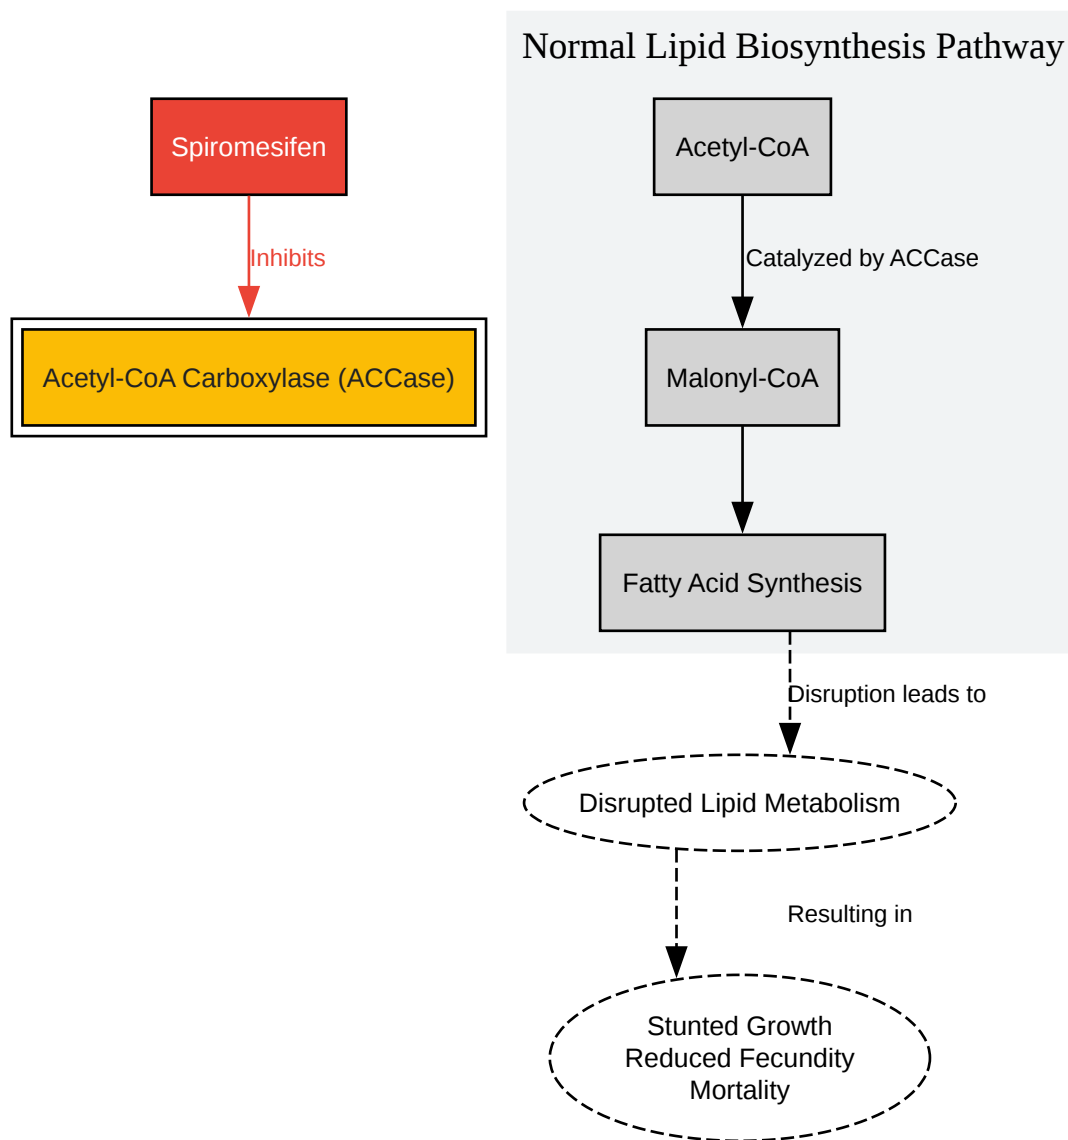 Normal Lipid Biosynthesis Pathway
Spiromesifen
Acetyl-CoA
Inhibits
Catalyzed by ACCase
Acetyl-CoA Carboxylase (ACCase)
Malonyl-CoA
Fatty Acid Synthesis
Disruption leads to
Disrupted Lipid Metabolism
Resulting in
Stunted Growth
Reduced Fecundity
Mortality